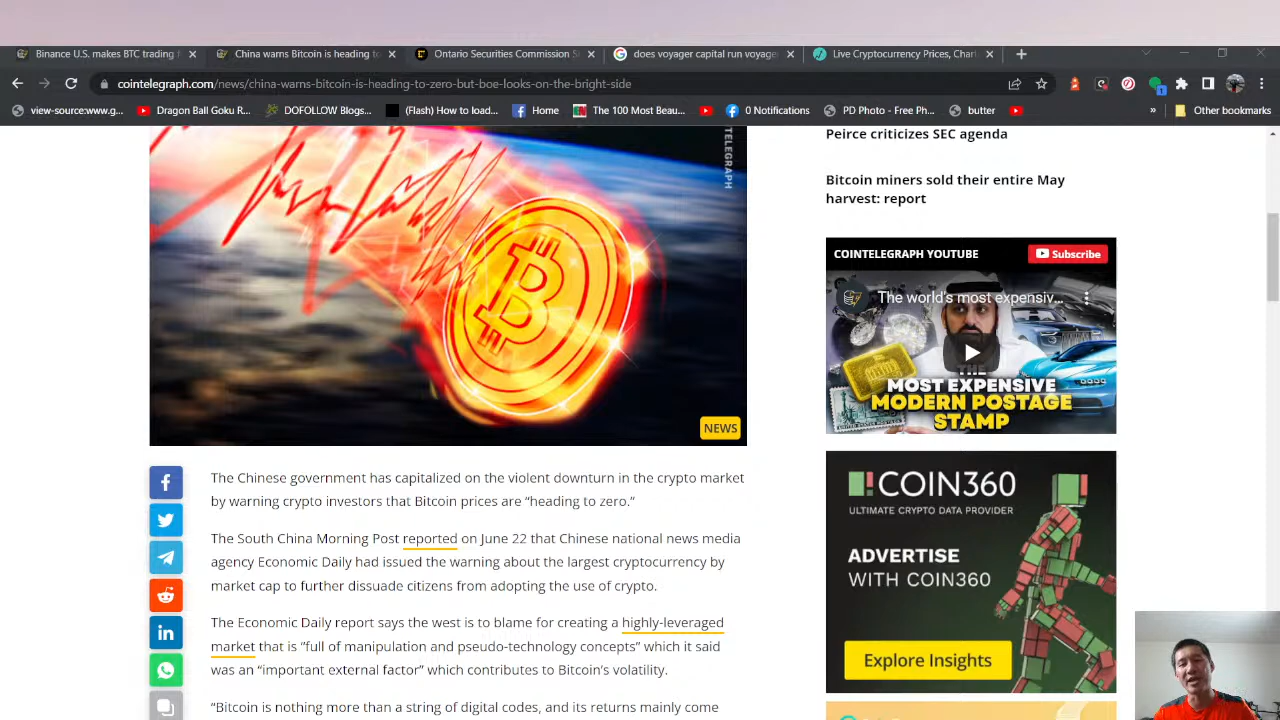 Binance U.S. makes BTC trading f
China warns Bitcoin is heading to
Ontario Securities Commission S
does voyager capital run voyage
Live Cryptocurrency Prices, Char
cointelegraph.com/news/china-warns-bitcoin-is-heading-to-zero-but-boe-looks-on-the-bright-side
view-source:www.g...
Dragon Ball Goku R...
DOFOLLOW Blogs...
(Flash) How to load...
Home
The 100 Most Beau...
0 Notifications
PD Photo - Free Ph...
butter
»
Other bookmarks
TELEGRAPH
NEWS
The Chinese government has capitalized on the violent downturn in the crypto market
by warning crypto investors that Bitcoin prices are “heading to zero.”
The South China Morning Post reported on June 22 that Chinese national news media
agency Economic Daily had issued the warning about the largest cryptocurrency by
market cap to further dissuade citizens from adopting the use of crypto.
The Economic Daily report says the west is to blame for creating a highly-leveraged
market that is “full of manipulation and pseudo-technology concepts” which it said
was an “important external factor” which contributes to Bitcoin’s volatility.
“Bitcoin is nothing more than a string of digital codes, and its returns mainly come
Peirce criticizes SEC agenda
Bitcoin miners sold their entire May
harvest: report
COINTELEGRAPH YOUTUBE
Subscribe
The world's most expensiv...
THE
MOST EXPENSIVE
MODERN POSTAGE
STAMP
COIN360
ULTIMATE CRYPTO DATA PROVIDER
ADVERTISE
WITH COIN360
Explore Insights